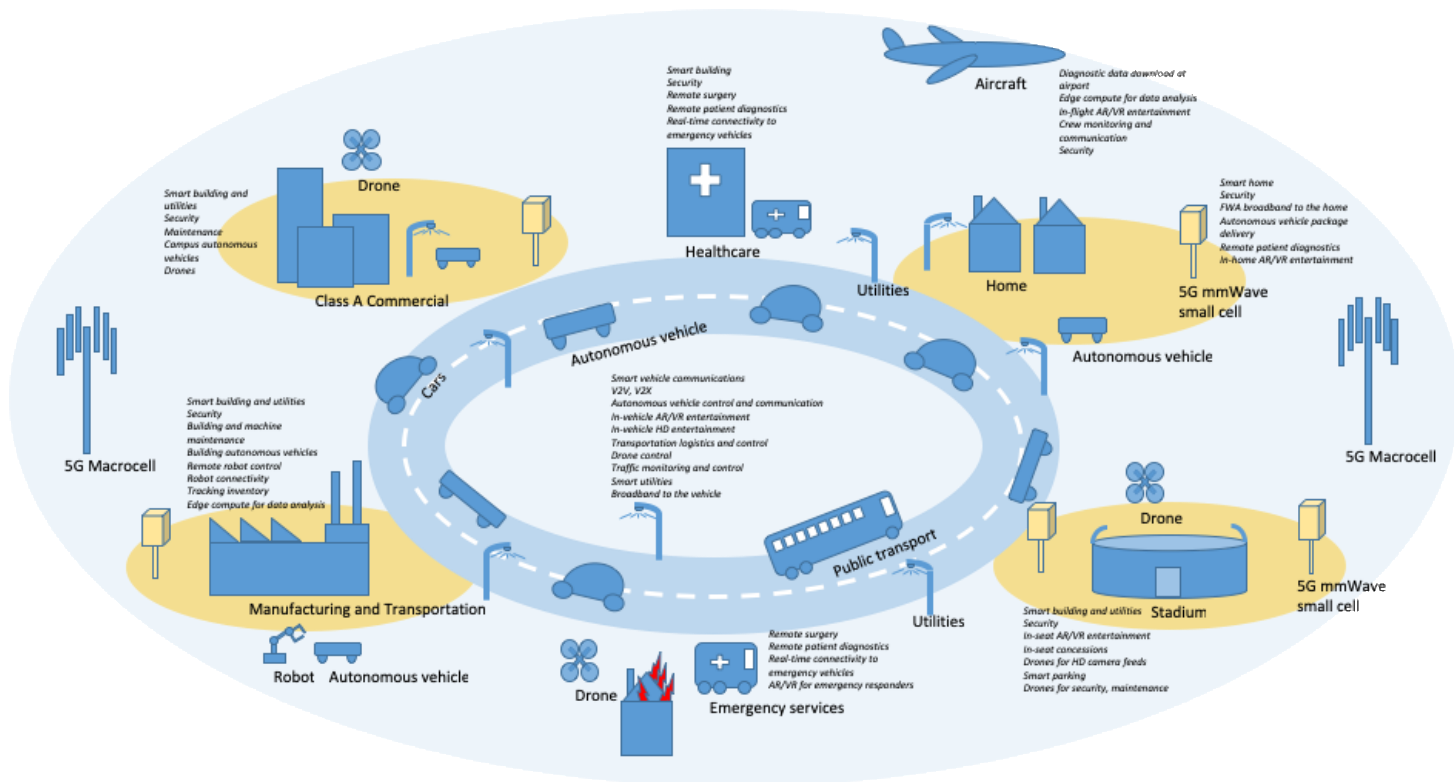 Aircraft
Diagnostic data download at
airport
Edge compute for data analysis
In-flight AR/VR entertainment
Crew monitoring and
communication
Security
Smart building
Security
Remote surgery
Remote patient diagnostics
Real-time connectivity to
emergency vehicles
Healthcare
Drone
Smart building and
utilities
Security
Maintenance
Campus autonomous
vehicles
Drones
Class A Commercial
Utilities
Home
Smart home
Security
FWA broadband to the home
Autonomous vehicle package
delivery
Remote patient diagnostics
In-home AR/VR entertainment
5G mmWave
small cell
Autonomous vehicle
Autonomous vehicle
Cars
Smart vehicle communications
V2V, V2X
Autonomous vehicle control and communication
In-vehicle AR/VR entertainment
In-vehicle HD entertainment
Transportation logistics and control
Drone control
Traffic monitoring and control
Smart utilities
Broadband to the vehicle
Public transport
5G Macrocell
5G Macrocell
Smart building and utilities
Security
Building and machine
maintenance
Building autonomous vehicles
Remote robot control
Robot connectivity
Tracking inventory
Edge compute for data analysis
Manufacturing and Transportation
Robot
Autonomous vehicle
Drone
Stadium
5G mmWave
small cell
Smart building and utilities
Security
In-seat AR/VR entertainment
In-seat concessions
Drones for HD camera feeds
Smart parking
Drones for security, maintenance
Utilities
Remote surgery
Remote patient diagnostics
Real-time connectivity to
emergency vehicles
AR/VR for emergency responders
Drone
Emergency services